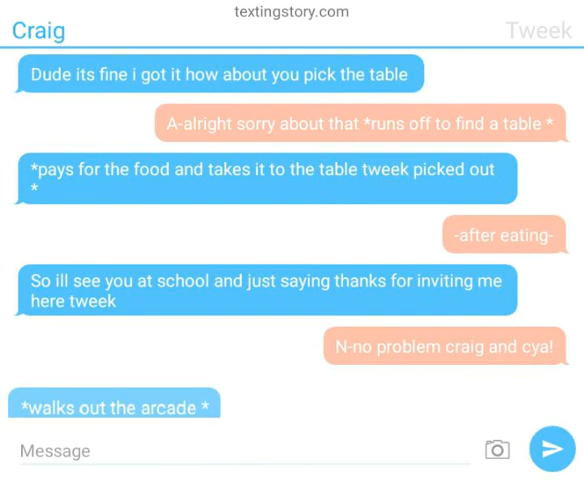 textingstory.com
Craig
Tweek
Dude its fine i got it how about you pick the table
A-alright sorry about that *runs off to find a table *
*pays for the food and takes it to the table tweek picked out
*
-after eating-
So ill see you at school and just saying thanks for inviting me
here tweek
N-no problem craig and cya!
*walks out the arcade *
Message